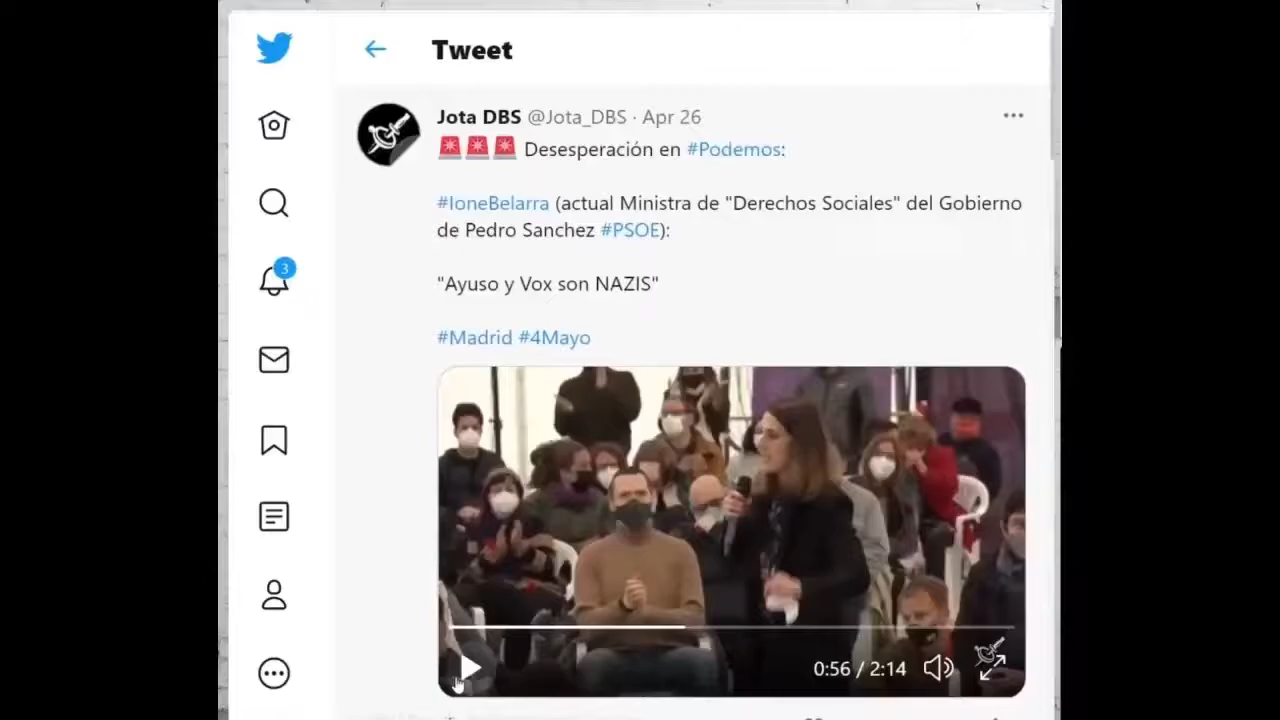 Tweet
Jota DBS @Jota_DBS · Apr 26
🚨🚨🚨 Desesperación en #Podemos:
#IoneBelarra (actual Ministra de "Derechos Sociales" del Gobierno
de Pedro Sanchez #PSOE):
"Ayuso y Vox son NAZIS"
#Madrid #4Mayo
3
0:56 / 2:14